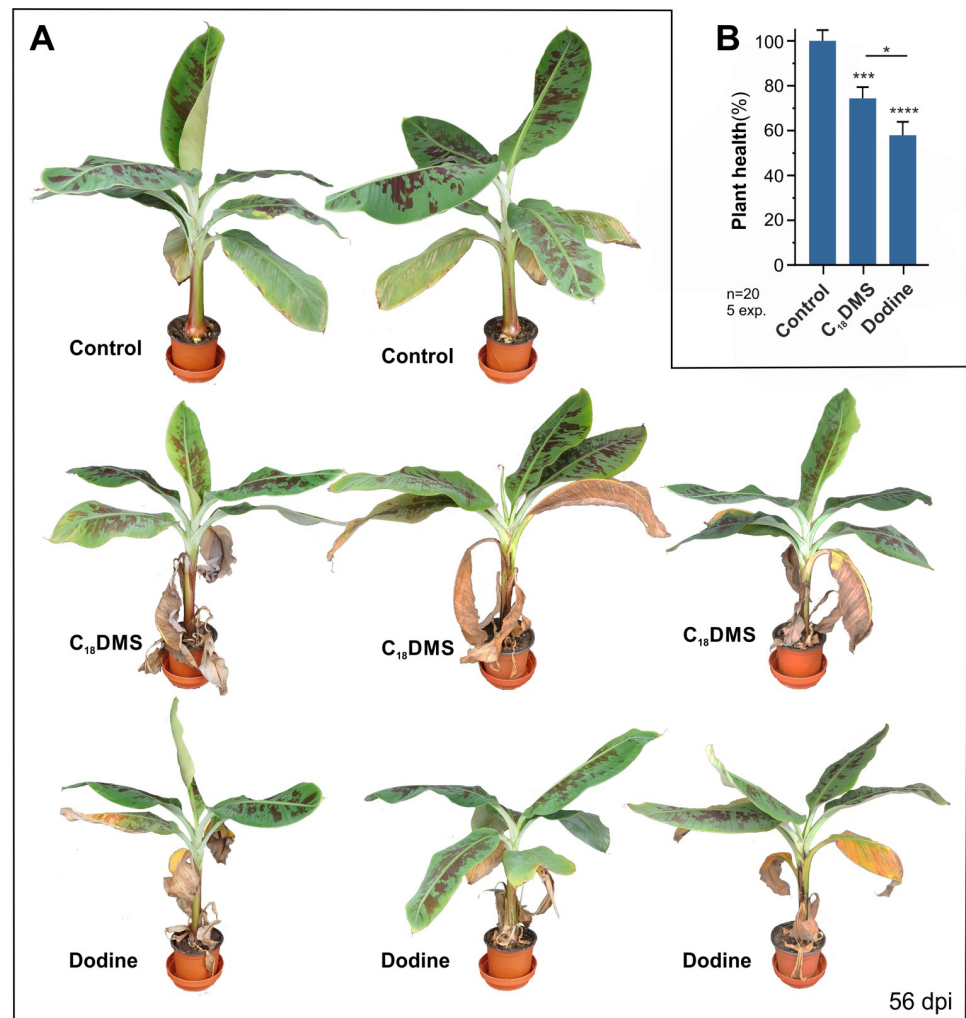 A
Control
Control
C₁₈DMS
C₁₈DMS
C₁₈DMS
Dodine
Dodine
Dodine
56 dpi
B
Plant health(%)
100
80
60
40
20
0
***
*
****
n=20
5 exp.
Control
C₁₈DMS
Dodine